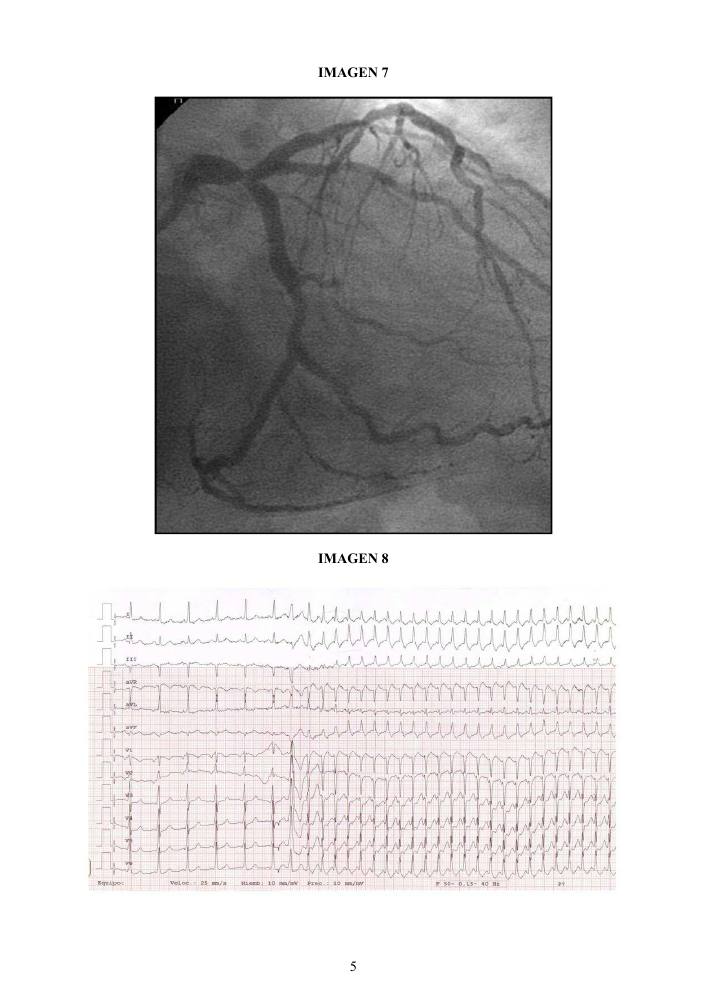 IMAGEN 7
IMAGEN 8
I
II
III
aVR
aVL
aVF
V1
V2
V3
V4
V5
V6
Equipo: Veloc.: 25 mm/s Miemb: 10 mm/mV Prec.: 10 mm/mV F 50~ 0,15- 40 Hz
5